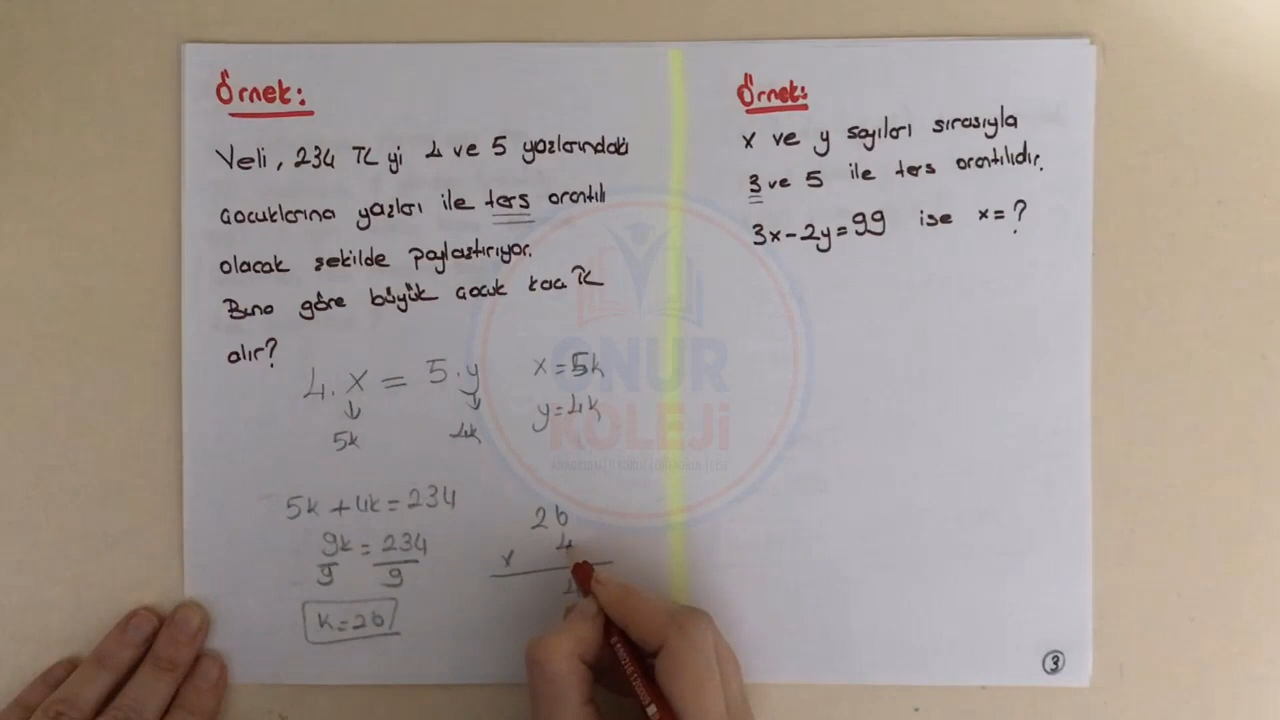 Örnek:
Veli, 234 TL yi 4 ve 5 yaşlarındaki
çocuklarına yaşları ile ters orantılı
olacak şekilde paylaştırıyor.
Buna göre büyük çocuk kaç TL
alır?
4.x = 5.y
5k 4k
x=5k
y=4k
5k+4k=234
9k = 234
9 9
k=26
26
x 4
Örnek:
x ve y sayıları sırasıyla
3 ve 5 ile ters orantılıdır.
3x-2y=99 ise x=?
ONUR
KOLEJİ
3